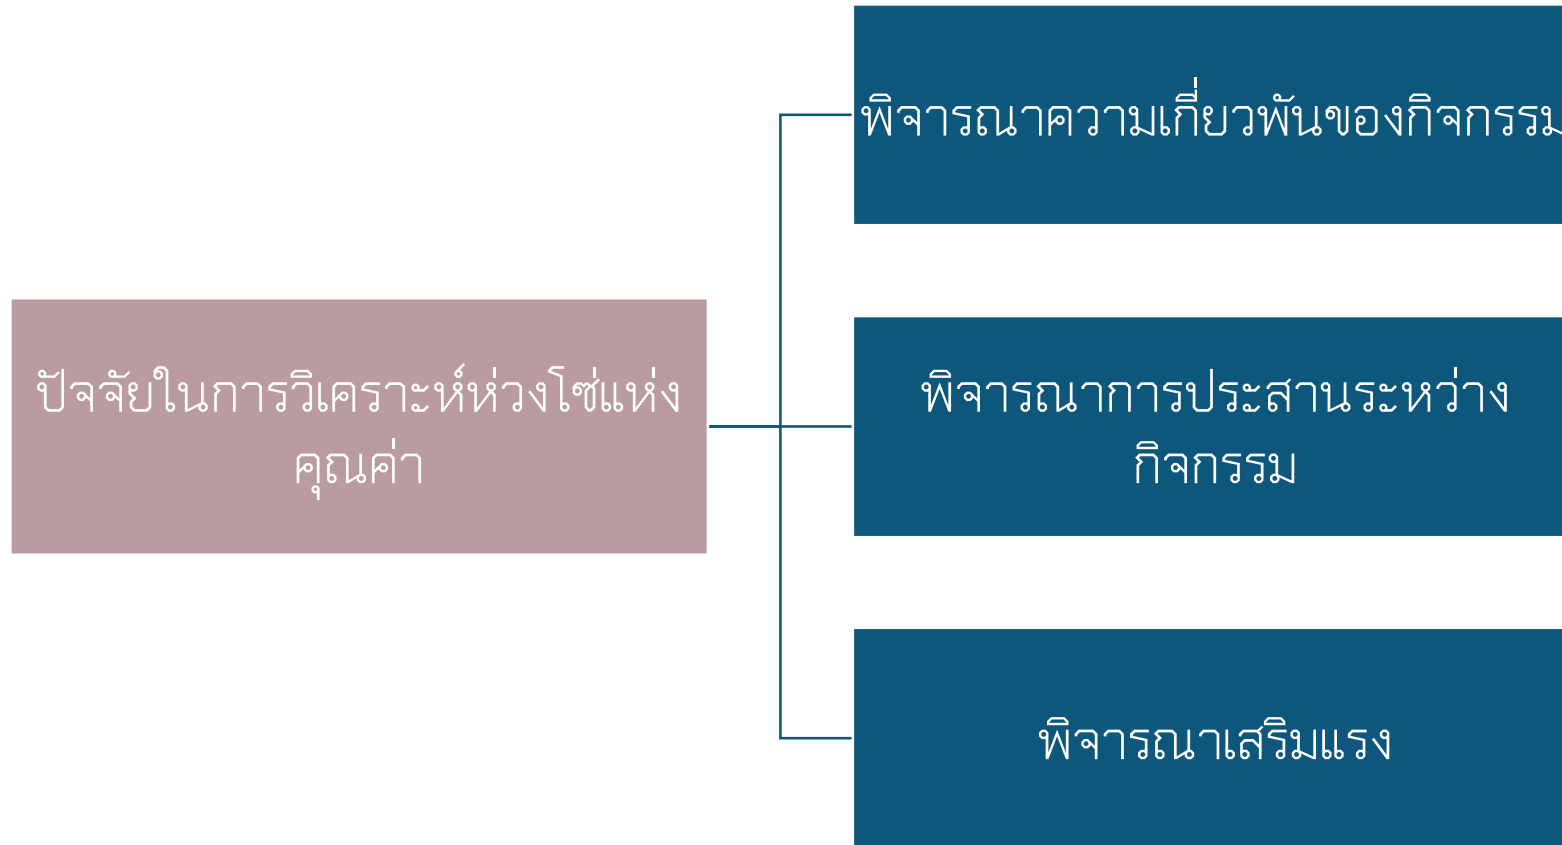 พิจารณาความเกี่ยวพันของกิจกรรม
ปัจจัยในการวิเคราะห์ห่วงโซ่แห่ง
คุณค่า
พิจารณาการประสานระหว่าง
กิจกรรม
พิจารณาเสริมแรง